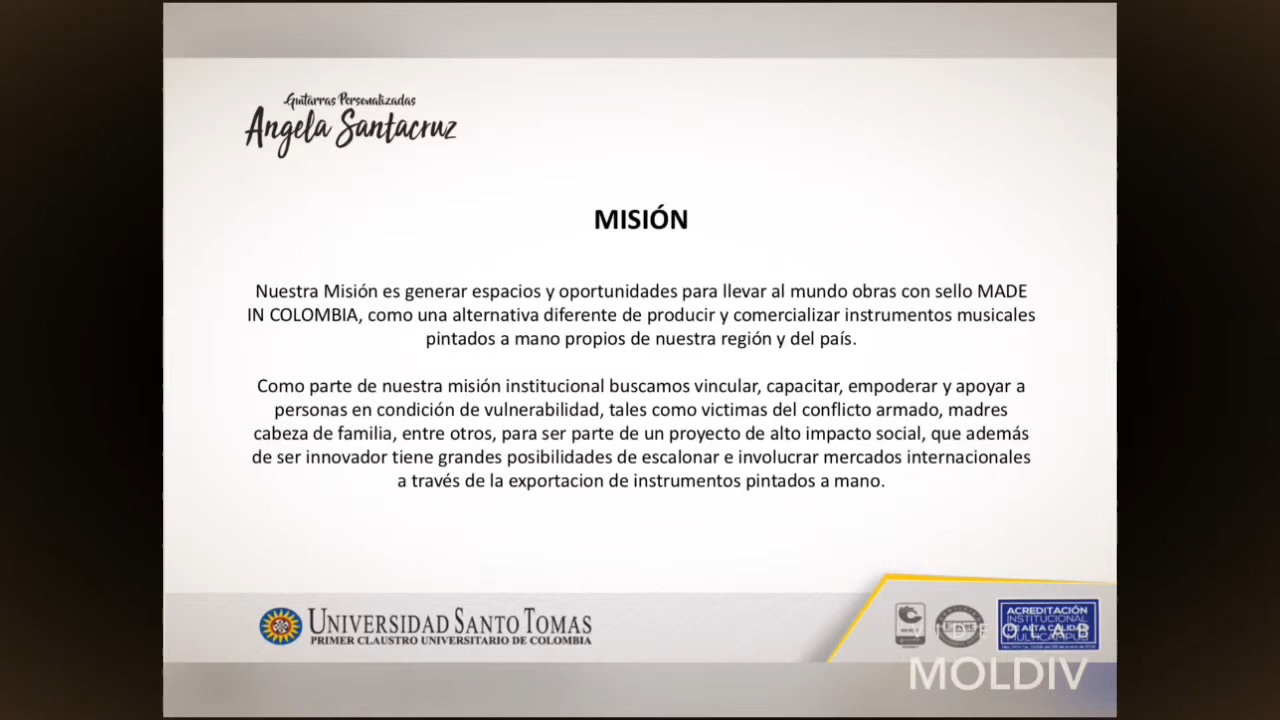 Guitarras Personalizadas
Angela Santacruz
MISIÓN
Nuestra Misión es generar espacios y oportunidades para llevar al mundo obras con sello MADE
IN COLOMBIA, como una alternativa diferente de producir y comercializar instrumentos musicales
pintados a mano propios de nuestra región y del país.
Como parte de nuestra misión institucional buscamos vincular, capacitar, empoderar y apoyar a
personas en condición de vulnerabilidad, tales como victimas del conflicto armado, madres
cabeza de familia, entre otros, para ser parte de un proyecto de alto impacto social, que además
de ser innovador tiene grandes posibilidades de escalonar e involucrar mercados internacionales
a través de la exportacion de instrumentos pintados a mano.
UNIVERSIDAD SANTO TOMAS
PRIMER CLAUSTRO UNIVERSITARIO DE COLOMBIA
ACREDITACIÓN
INSTITUCIONAL
DE ALTA CALIDAD
MULTICAMPUS
MOLDIV